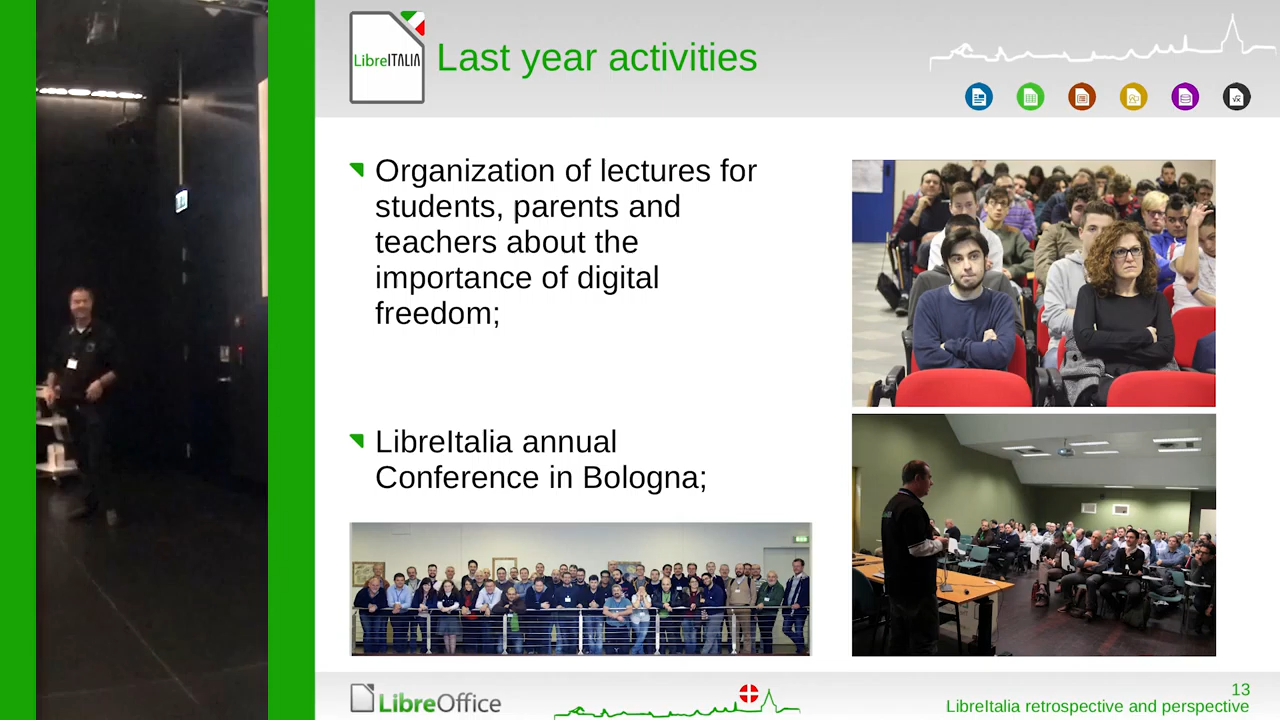 LibreITALIA
Last year activities
Organization of lectures for
students, parents and
teachers about the
importance of digital
freedom;
LibreItalia annual
Conference in Bologna;
LibreOffice
13
LibreItalia retrospective and perspective